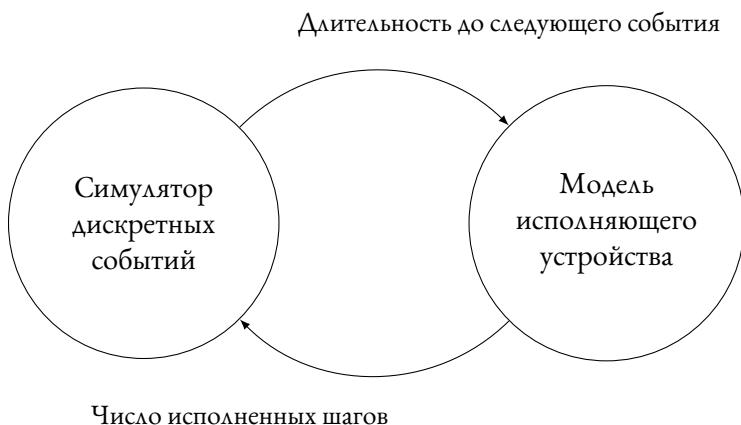 Длительность до следующего события
Симулятор
дискретных
событий
Модель
исполняющего
устройства
Число исполненных шагов